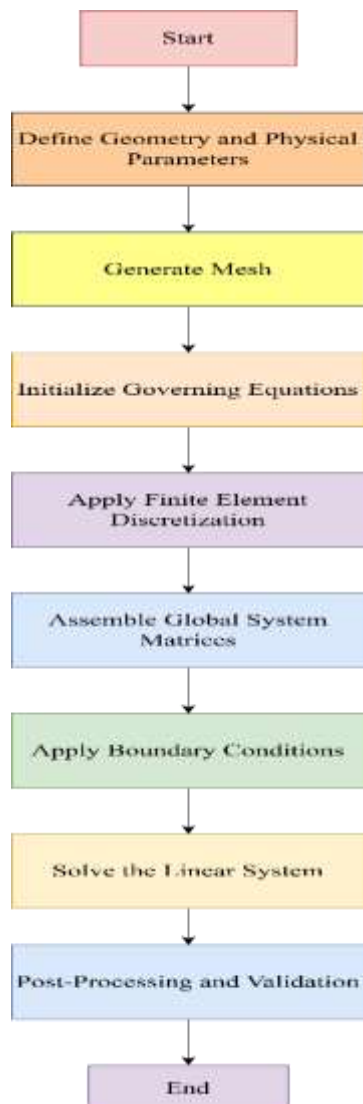 Start
Define Geometry and Physical
Parameters
Generate Mesh
Initialize Governing Equations
Apply Finite Element
Discretization
Assemble Global System
Matrices
Apply Boundary Conditions
Solve the Linear System
Post-Processing and Validation
End